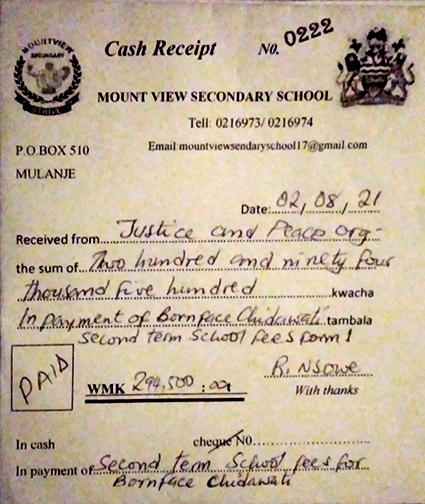 MOUNTVIEW
SECONDARY
Cash Receipt NO. 0222
MOUNT VIEW SECONDARY SCHOOL
Tell: 0216973/ 0216974
P.O.BOX 510 Email:mountviewsendaryschool17@gmail.com
MULANJE
Date: 02, 08, 21
Received from Justice and Peace org-
the sum of Two hundred and ninety four
thousand five hundred kwacha
In payment of Bornface Chidawati tambala
Second term School fees form 1
PAID
WMK 294,500 : 00
R. NSOWE
With thanks
In cash cheque N0.
In payment of Second term School fees for
Bornface Chidawati